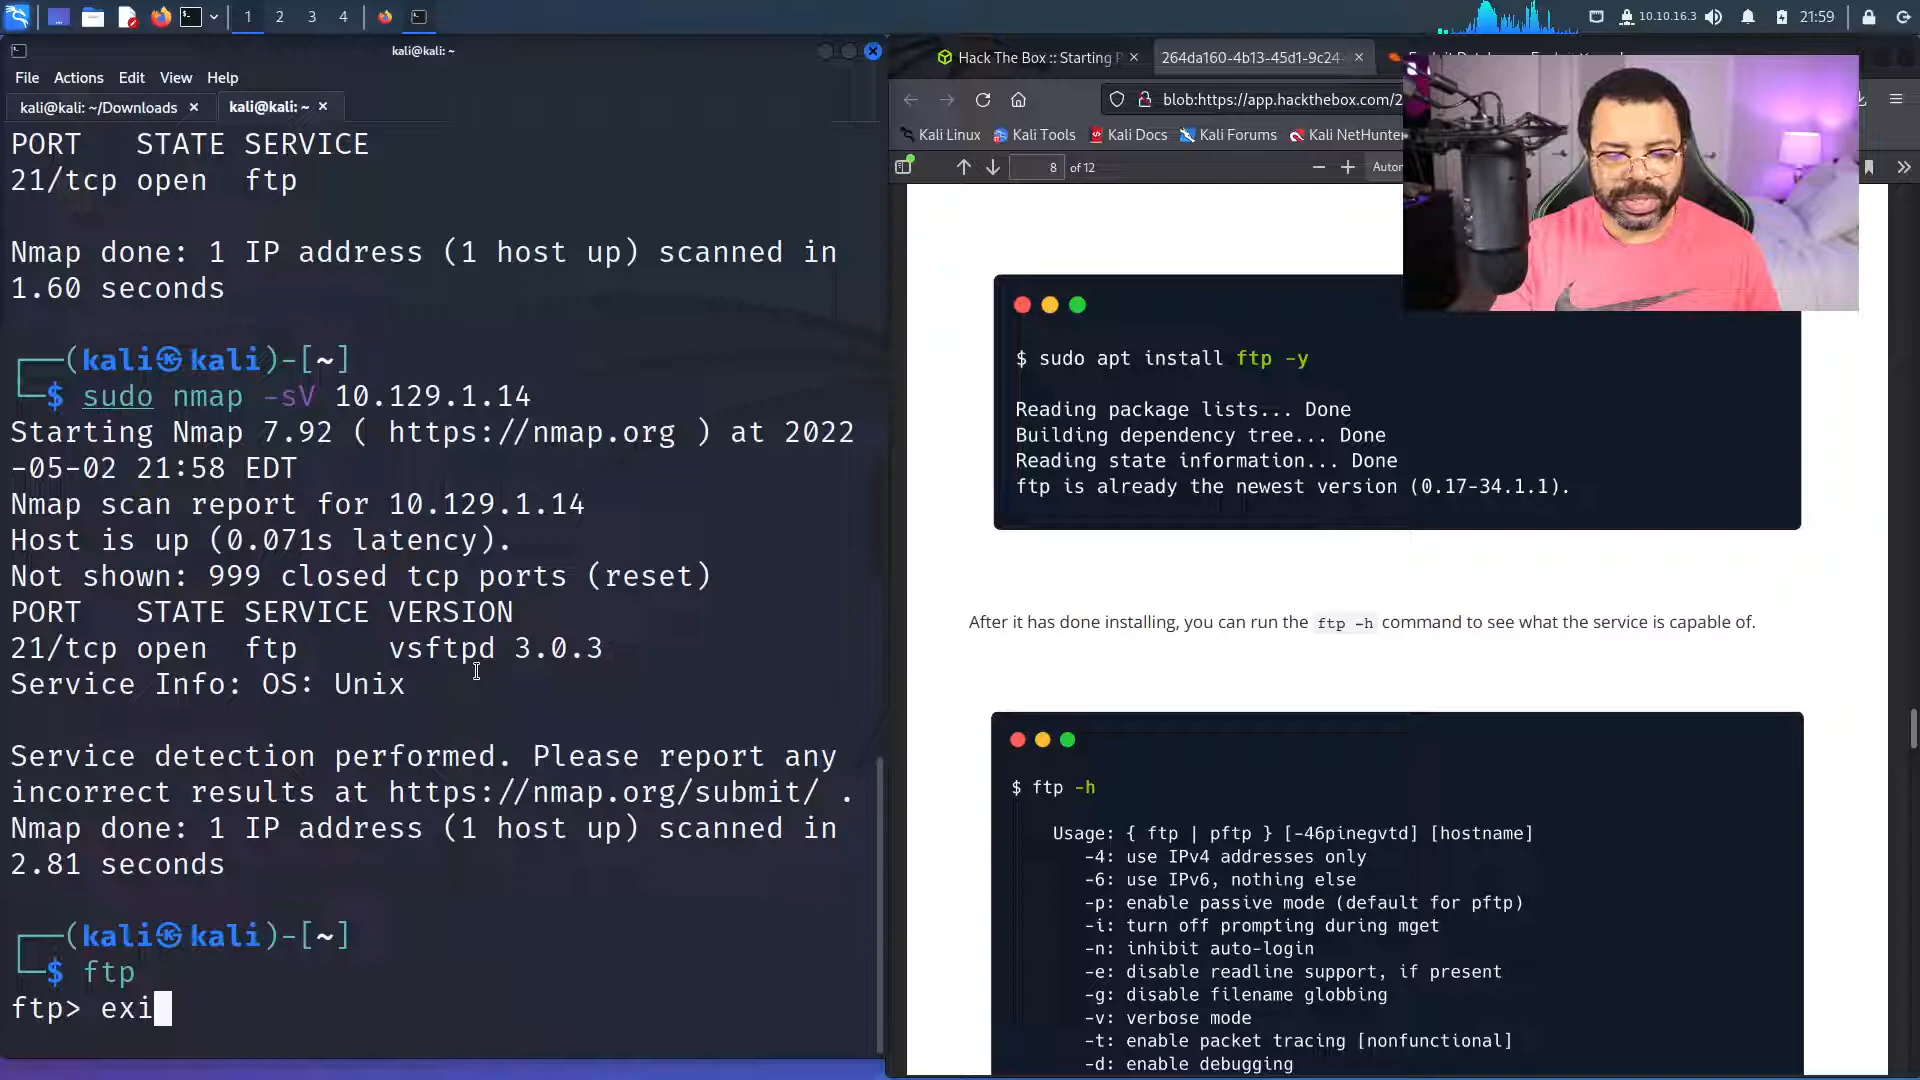 1 2 3 4
10.10.16.3
21:59
kali@kali: ~
File Actions Edit View Help
kali@kali: ~/Downloads
kali@kali: ~
PORT STATE SERVICE
21/tcp open ftp
Nmap done: 1 IP address (1 host up) scanned in
1.60 seconds
(kali㉿kali)-[~]
$ sudo nmap -sV 10.129.1.14
Starting Nmap 7.92 ( https://nmap.org ) at 2022
-05-02 21:58 EDT
Nmap scan report for 10.129.1.14
Host is up (0.071s latency).
Not shown: 999 closed tcp ports (reset)
PORT STATE SERVICE VERSION
21/tcp open ftp vsftpd 3.0.3
Service Info: OS: Unix
Service detection performed. Please report any
incorrect results at https://nmap.org/submit/ .
Nmap done: 1 IP address (1 host up) scanned in
2.81 seconds
(kali㉿kali)-[~]
$ ftp
ftp> exi
Hack The Box :: Starting P
264da160-4b13-45d1-9c24-
blob:https://app.hackthebox.com/2
Kali Linux Kali Tools Kali Docs Kali Forums Kali NetHunter
8 of 12
$ sudo apt install ftp -y
Reading package lists... Done
Building dependency tree... Done
Reading state information... Done
ftp is already the newest version (0.17-34.1.1).
After it has done installing, you can run the ftp -h command to see what the service is capable of.
$ ftp -h
Usage: { ftp | pftp } [-46pinegvtd] [hostname]
-4: use IPv4 addresses only
-6: use IPv6, nothing else
-p: enable passive mode (default for pftp)
-i: turn off prompting during mget
-n: inhibit auto-login
-e: disable readline support, if present
-g: disable filename globbing
-v: verbose mode
-t: enable packet tracing [nonfunctional]
-d: enable debugging